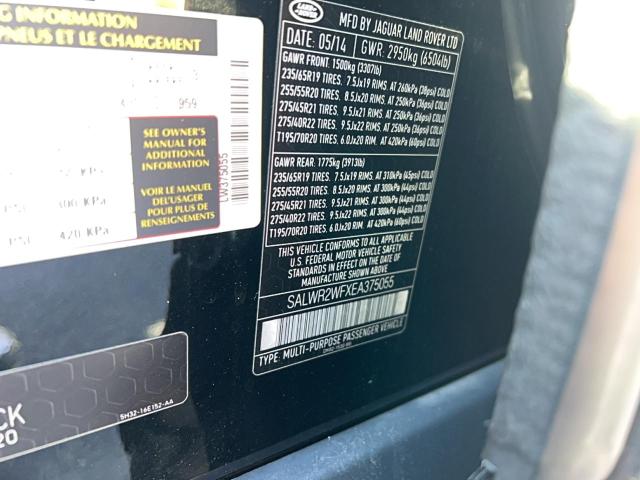 G INFORMATION
PNEUS ET LE CHARGEMENT
959
SEE OWNER'S
MANUAL FOR
ADDITIONAL
INFORMATION
VOIR LE MANUEL
DE L'USAGER
POUR PLUS DE
RENSEIGNEMENTS
300 KPa
420 KPa
LW375055
LAND ROVER
MFD BY JAGUAR LAND ROVER LTD
DATE: 05/14 GWR: 2950kg (6504lb)
GAWR FRONT 1500kg (3307lb)
235/65R19 TIRES. 7.5Jx19 RIMS. AT 260kPa (38psi) COLD
255/55R20 TIRES. 8.5Jx20 RIMS. AT 250kPa (36psi) COLD
275/45R21 TIRES. 9.5Jx21 RIMS. AT 250kPa (36psi) COLD
275/40R22 TIRES. 9.5Jx22 RIMS. AT 250kPa (36psi) COLD
T195/70R20 TIRES. 6.0Jx20 RIMS. AT 420kPa (60psi) COLD
GAWR REAR. 1775kg (3913lb)
235/65R19 TIRES. 7.5Jx19 RIMS. AT 310kPa (45psi) COLD
255/55R20 TIRES. 8.5Jx20 RIMS. AT 300kPa (44psi) COLD
275/45R21 TIRES. 9.5Jx21 RIMS. AT 300kPa (44psi) COLD
275/40R22 TIRES. 9.5Jx22 RIMS. AT 300kPa (44psi) COLD
T195/70R20 TIRES. 6.0Jx20 RIMS. AT 420kPa (60psi) COLD
THIS VEHICLE CONFORMS TO ALL APPLICABLE
U.S. FEDERAL MOTOR VEHICLE SAFETY
STANDARDS IN EFFECT ON THE DATE OF
MANUFACTURE SHOWN ABOVE.
SALWR2WFXEA375055
TYPE: MULTI-PURPOSE PASSENGER VEHICLE
CK
20
5H32-16E152-AA